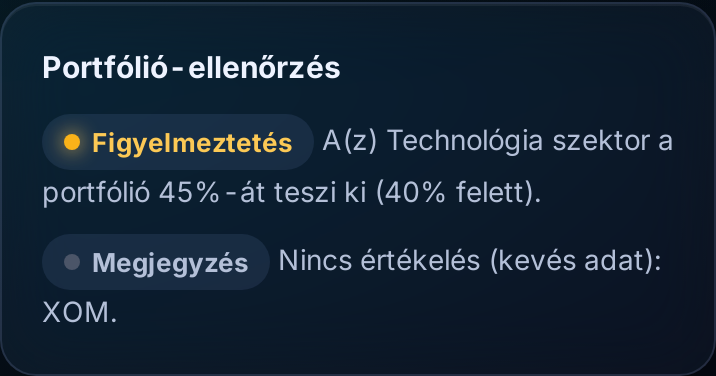 Portfólió-ellenőrzés
Figyelmeztetés A(z) Technológia szektor a
portfólió 45%-át teszi ki (40% felett).
Megjegyzés Nincs értékelés (kevés adat):
XOM.